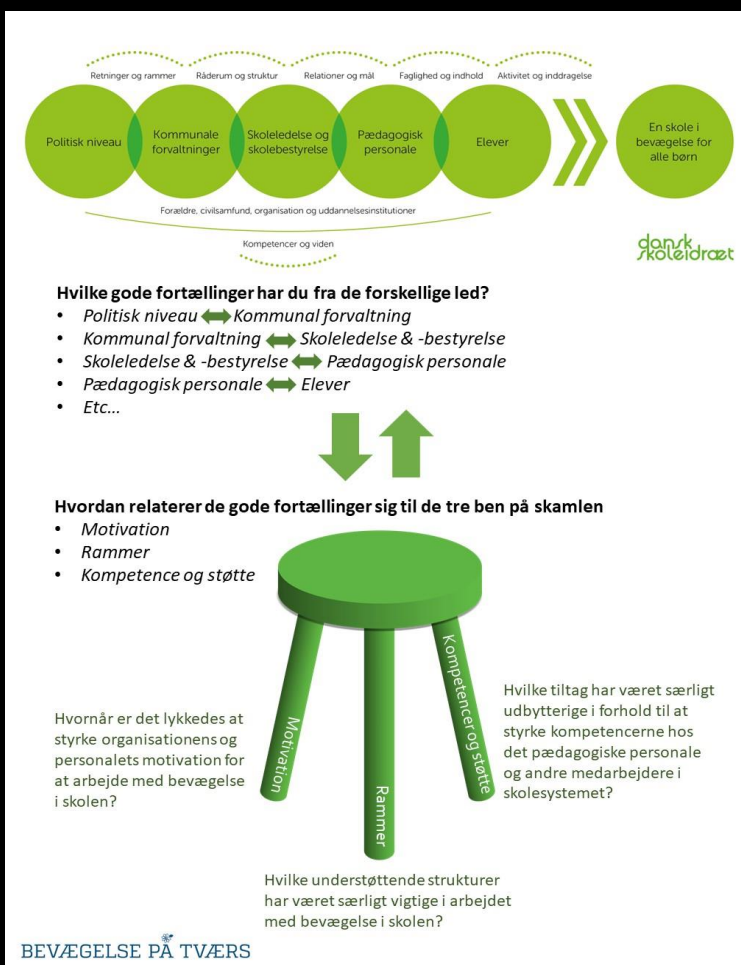 Retninger og rammer
Råderum og struktur
Relationer og mål
Faglighed og indhold
Aktivitet og inddragelse
Politisk niveau
Kommunale
forvaltninger
Skoleledelse og
skolebestyrelse
Pædagogisk
personale
Elever
En skole i
bevægelse for
alle børn
Forældre, civilsamfund, organisation og uddannelsesinstitutioner
Kompetencer og viden
dansk
skoleidræt
Hvilke gode fortællinger har du fra de forskellige led?
• Politisk niveau ⬌ Kommunal forvaltning
• Kommunal forvaltning ⬌ Skoleledelse & -bestyrelse
• Skoleledelse & -bestyrelse ⬌ Pædagogisk personale
• Pædagogisk personale ⬌ Elever
• Etc...
Hvordan relaterer de gode fortællinger sig til de tre ben på skamlen
• Motivation
• Rammer
• Kompetence og støtte
Motivation
Rammer
Kompetencer og støtte
Hvornår er det lykkedes at
styrke organisationens og
personalets motivation for
at arbejde med bevægelse
i skolen?
Hvilke tiltag har været særligt
udbytterige i forhold til at
styrke kompetencerne hos
det pædagogiske personale
og andre medarbejdere i
skolesystemet?
Hvilke understøttende strukturer
har været særligt vigtige i arbejdet
med bevægelse i skolen?
BEVÆGELSE PÅ TVÆRS